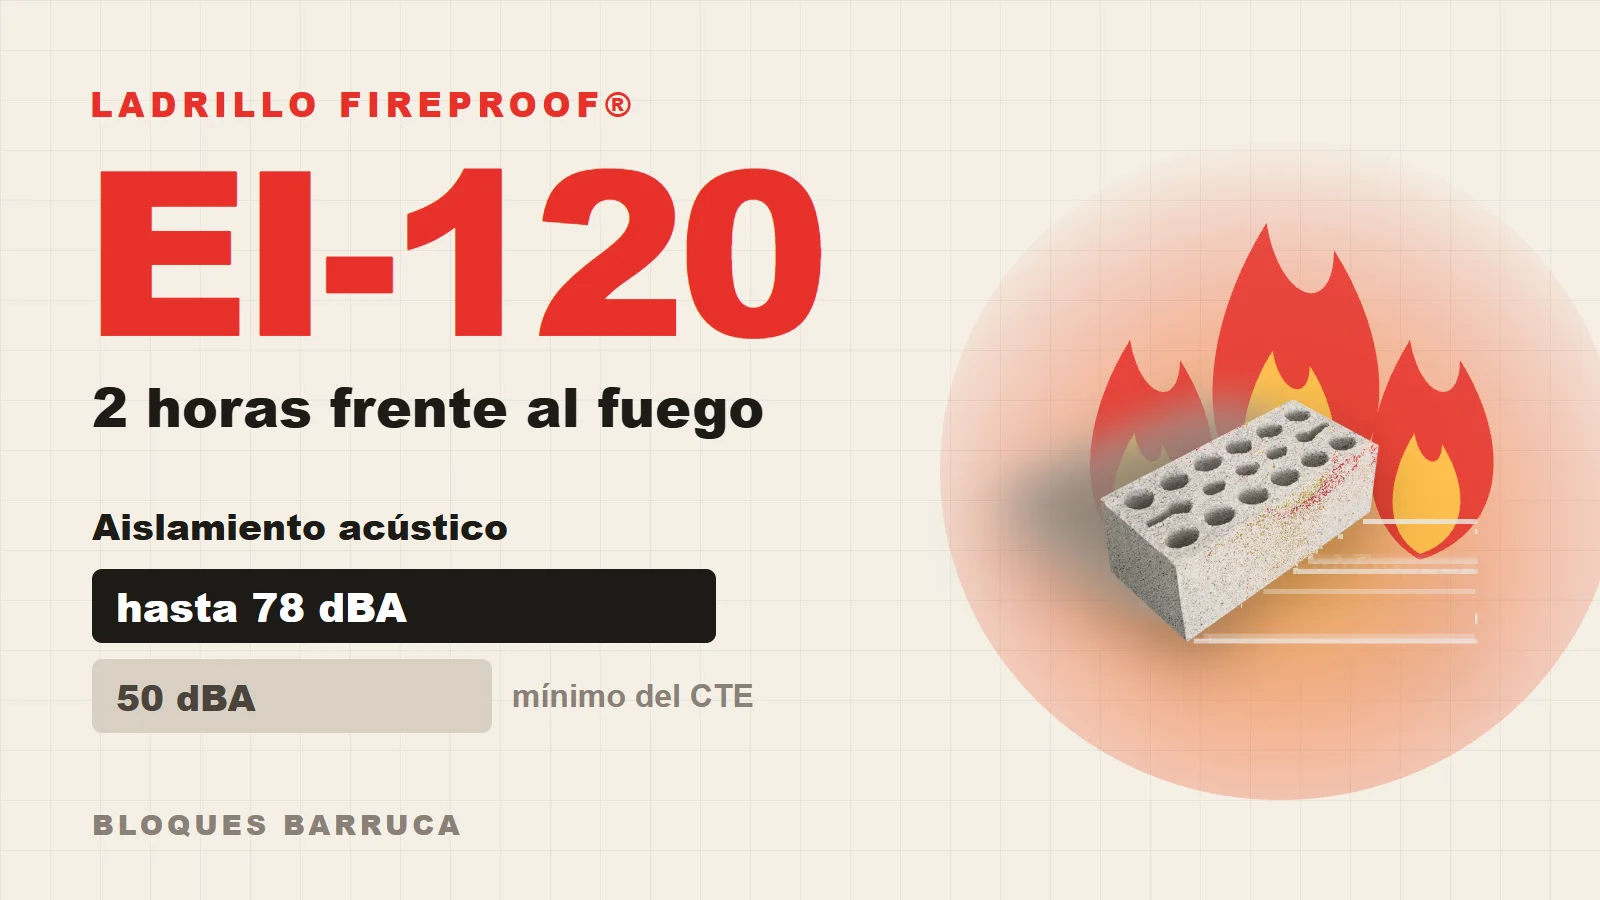 LADRILLO FIREPROOF®
EI-120
2 horas frente al fuego
Aislamiento acústico
hasta 78 dBA
50 dBA
mínimo del CTE
BLOQUES BARRUCA